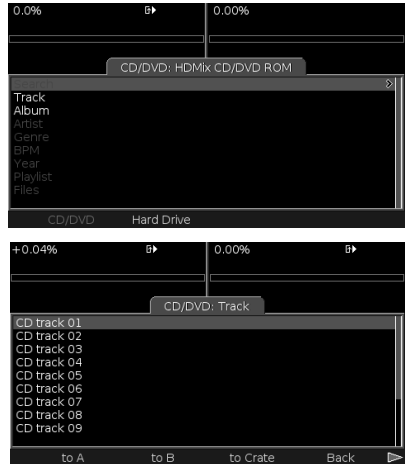 0.0% 0.00%
CD/DVD: HDMix CD/DVD ROM
Search
Track
Album
Artist
Genre
BPM
Year
Playlist
Files
CD/DVD Hard Drive
+0.04% 0.00%
CD/DVD: Track
CD track 01
CD track 02
CD track 03
CD track 04
CD track 05
CD track 06
CD track 07
CD track 08
CD track 09
to A to B to Crate Back